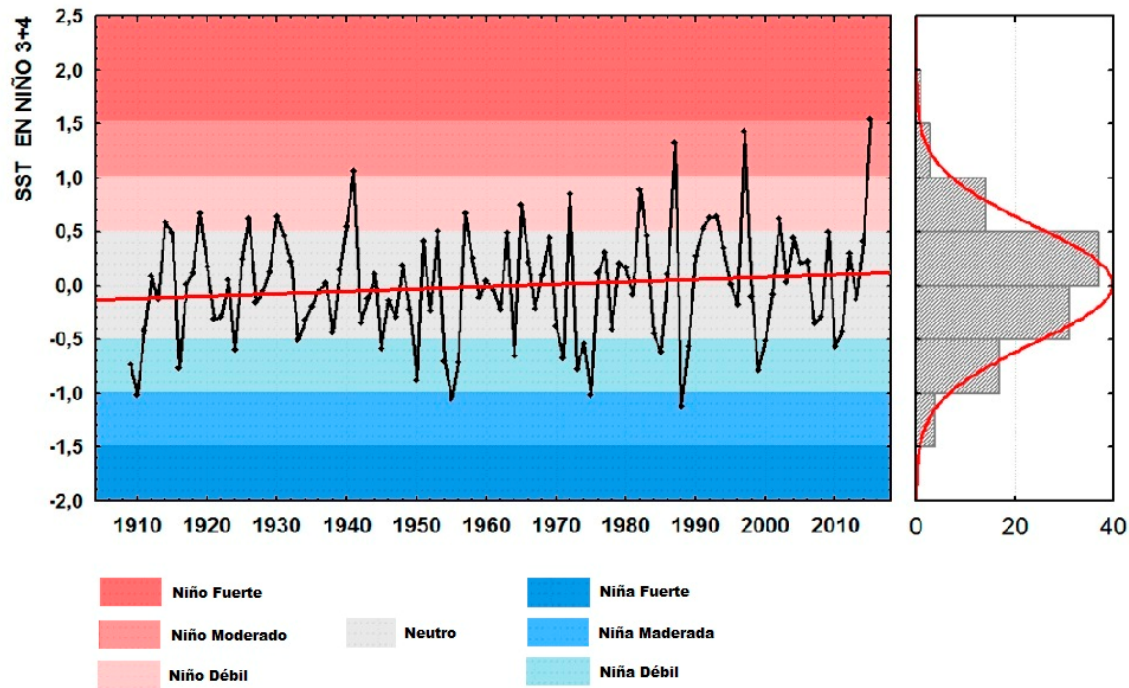 SST EN NIÑO 3+4
2,5
2,0
1,5
1,0
0,5
0,0
-0,5
-1,0
-1,5
-2,0
1910 1920 1930 1940 1950 1960 1970 1980 1990 2000 2010
0 20 40
Niño Fuerte
Niño Moderado
Niño Débil
Neutro
Niña Fuerte
Niña Maderada
Niña Débil